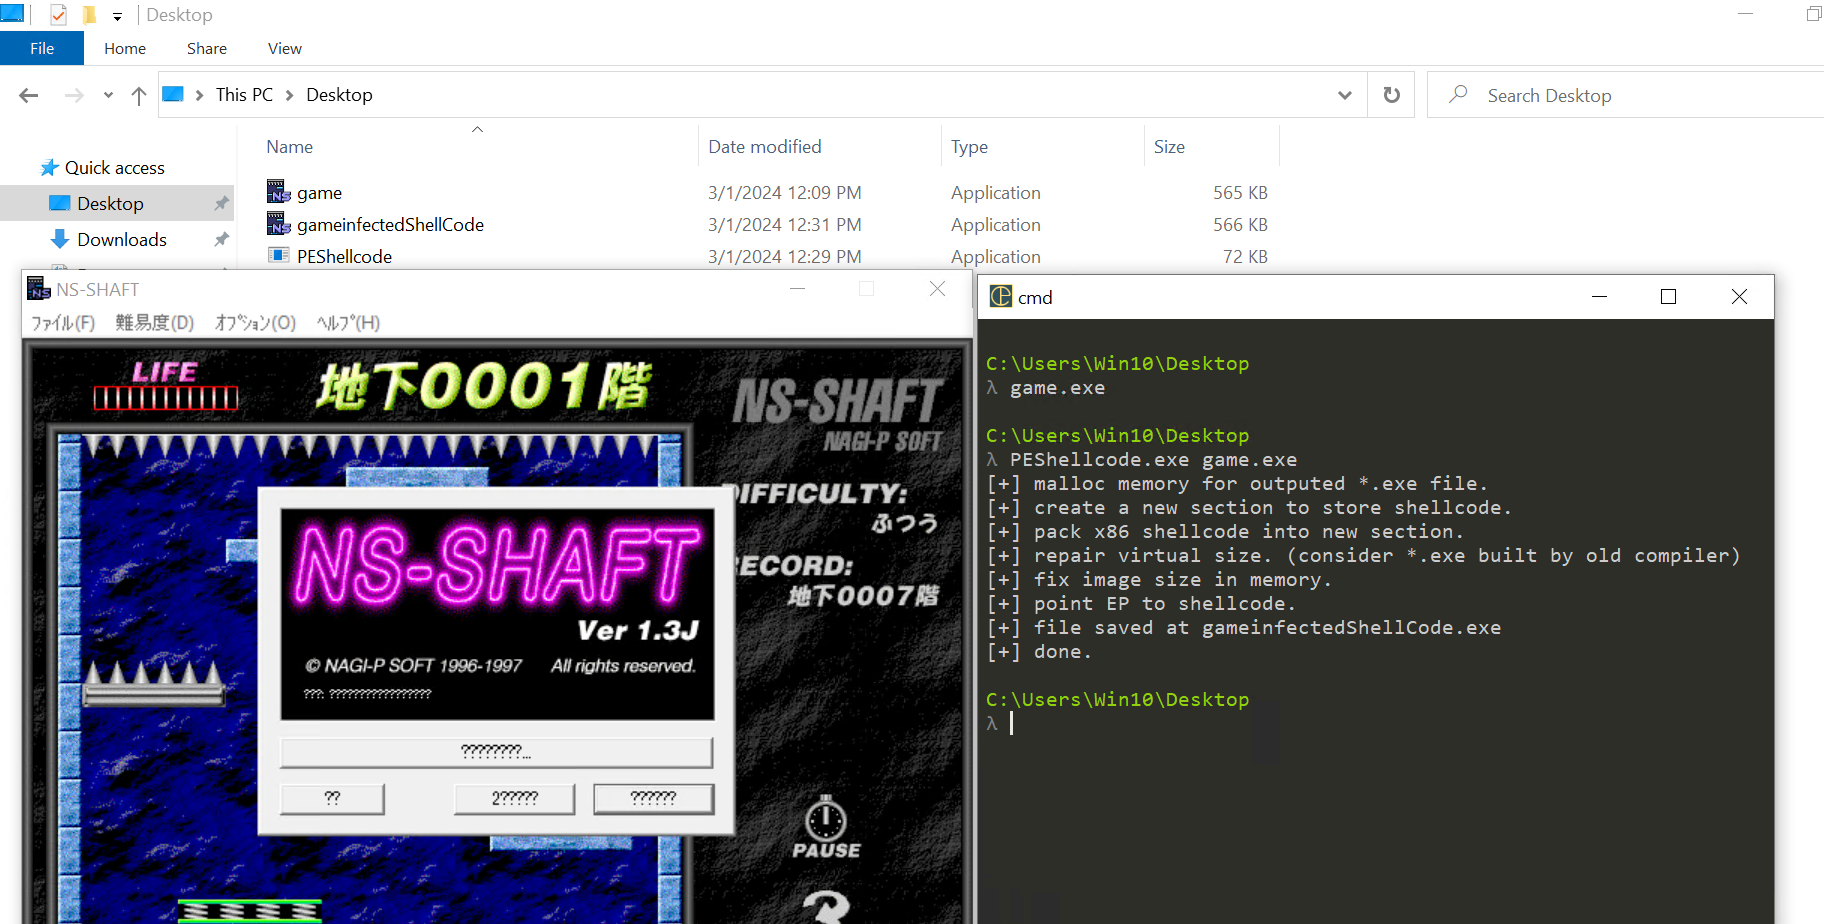 Desktop
File Home Share View
This PC > Desktop
Search Desktop
Name Date modified Type Size
Quick access
Desktop
Downloads
game 3/1/2024 12:09 PM Application 565 KB
gameinfectedShellCode 3/1/2024 12:31 PM Application 566 KB
PEShellcode 3/1/2024 12:29 PM Application 72 KB
NS-SHAFT
ファイル(F) 難易度(D) オプション(O) ヘルプ(H)
LIFE
地下0001階
NS-SHAFT
NAGI-P SOFT
DIFFICULTY:
ふつう
RECORD:
地下0007階
PAUSE
NS-SHAFT
Ver 1.3J
© NAGI-P SOFT 1996-1997 All rights reserved.
???: ??????????????????
????????...
?? 2????? ??????
cmd
C:\Users\Win10\Desktop
λ game.exe
C:\Users\Win10\Desktop
λ PEShellcode.exe game.exe
[+] malloc memory for outputed *.exe file.
[+] create a new section to store shellcode.
[+] pack x86 shellcode into new section.
[+] repair virtual size. (consider *.exe built by old compiler)
[+] fix image size in memory.
[+] point EP to shellcode.
[+] file saved at gameinfectedShellCode.exe
[+] done.
C:\Users\Win10\Desktop
λ